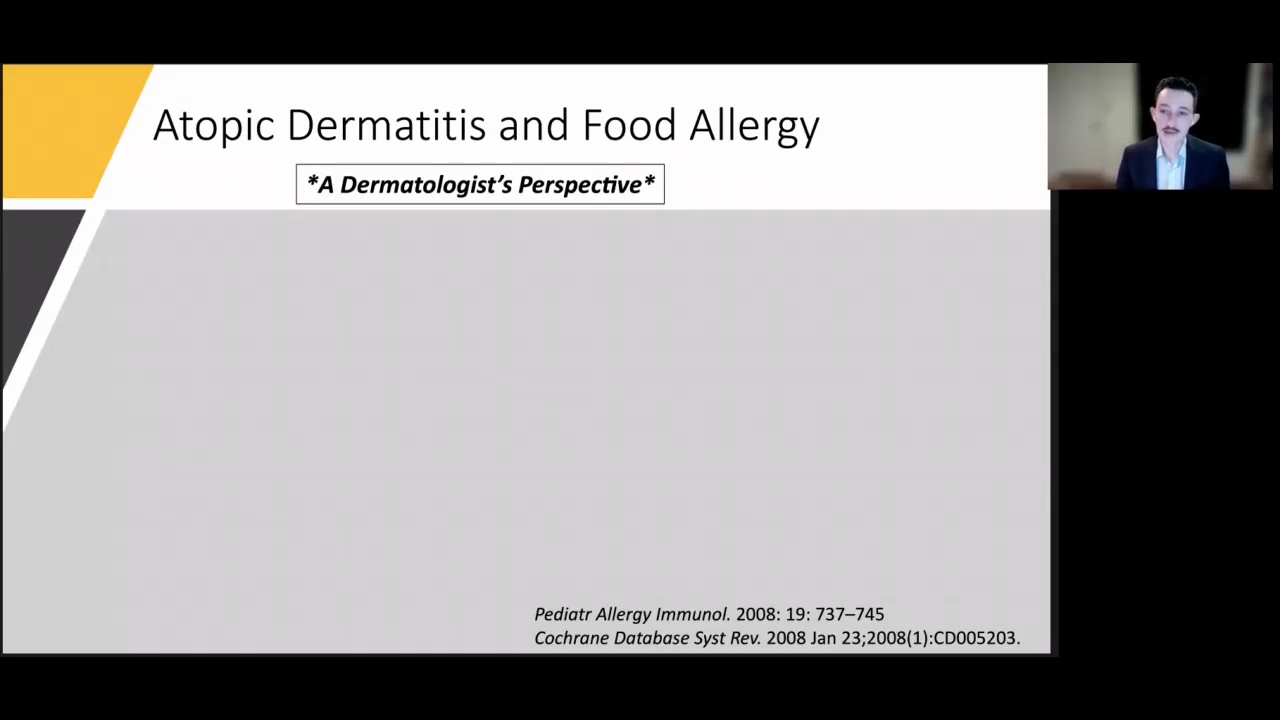 Atopic Dermatitis and Food Allergy
*A Dermatologist’s Perspective*
Pediatr Allergy Immunol. 2008: 19: 737–745
Cochrane Database Syst Rev. 2008 Jan 23;2008(1):CD005203.